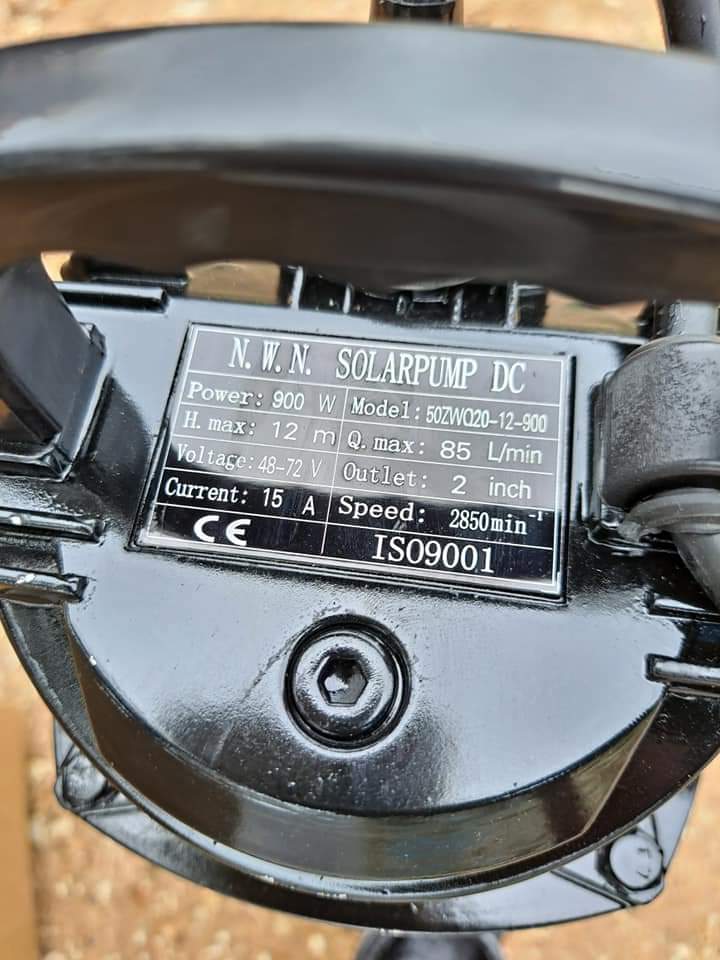 N.W.N. SOLARPUMP DC
Power: 900 W Model: 50ZWQ20-12-900
H. max: 12 m Q. max: 85 L/min
Voltage: 48-72 V Outlet: 2 inch
Current: 15 A Speed: 2850min⁻¹
CE ISO9001